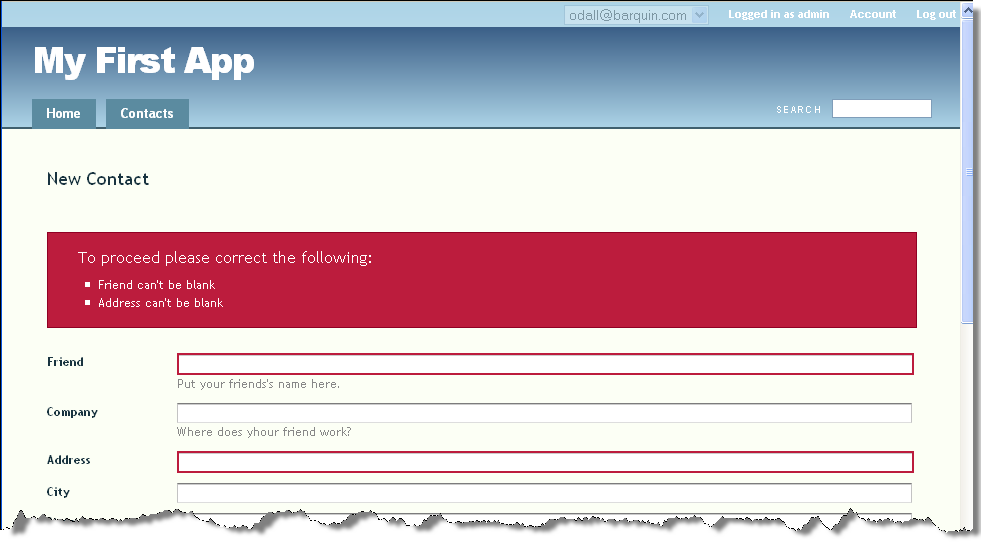 odall@barquin.com Logged in as admin Account Log out
My First App
Home Contacts SEARCH
New Contact
To proceed please correct the following:
Friend can't be blank
Address can't be blank
Friend
Put your friends's name here.
Company
Where does yhour friend work?
Address
City